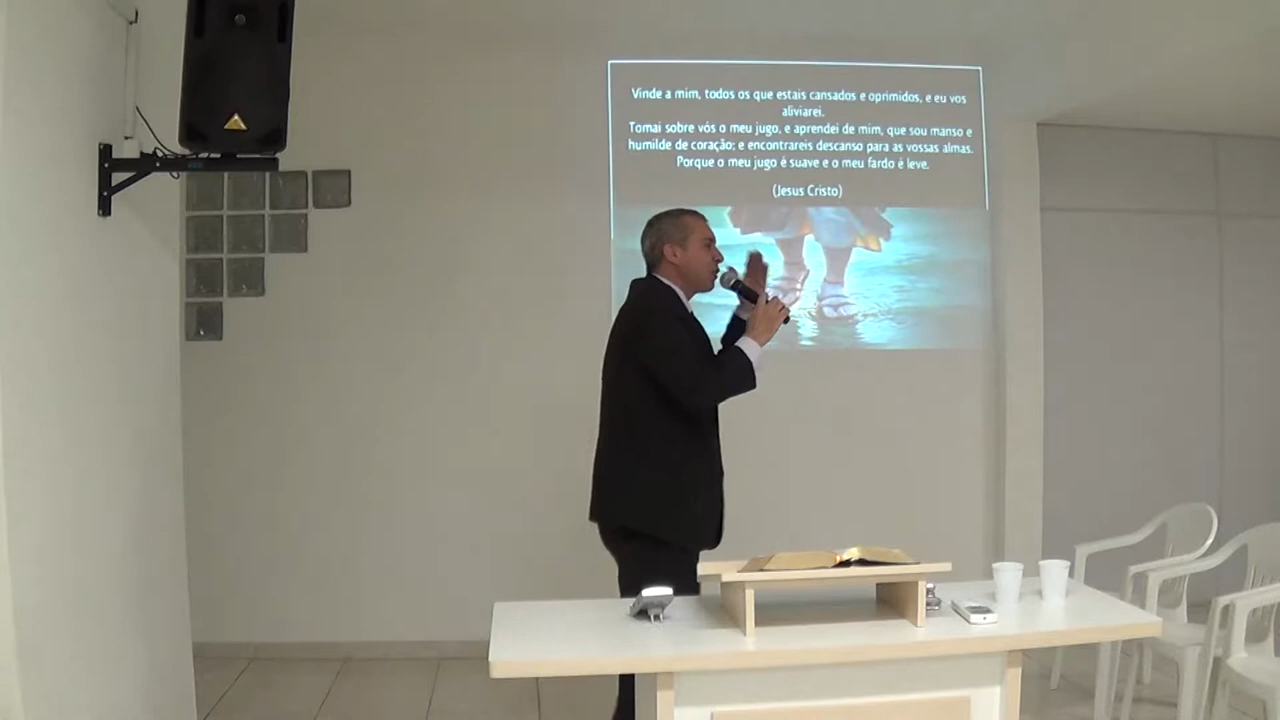 Vinde a mim, todos os que estais cansados e oprimidos, e eu vos
aliviarei.
Tomai sobre vós o meu jugo, e aprendei de mim, que sou manso e
humilde de coração; e encontrareis descanso para as vossas almas.
Porque o meu jugo é suave e o meu fardo é leve.
(Jesus Cristo)